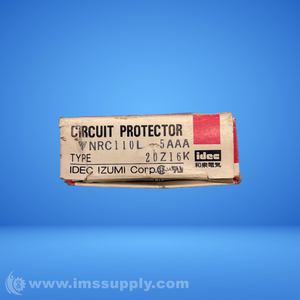 CIRCUIT PROTECTOR
NRC110L -5AAA
TYPE 20Z16K
idec
和泉電気
IDEC IZUMI Corp.
www.imssupply.com